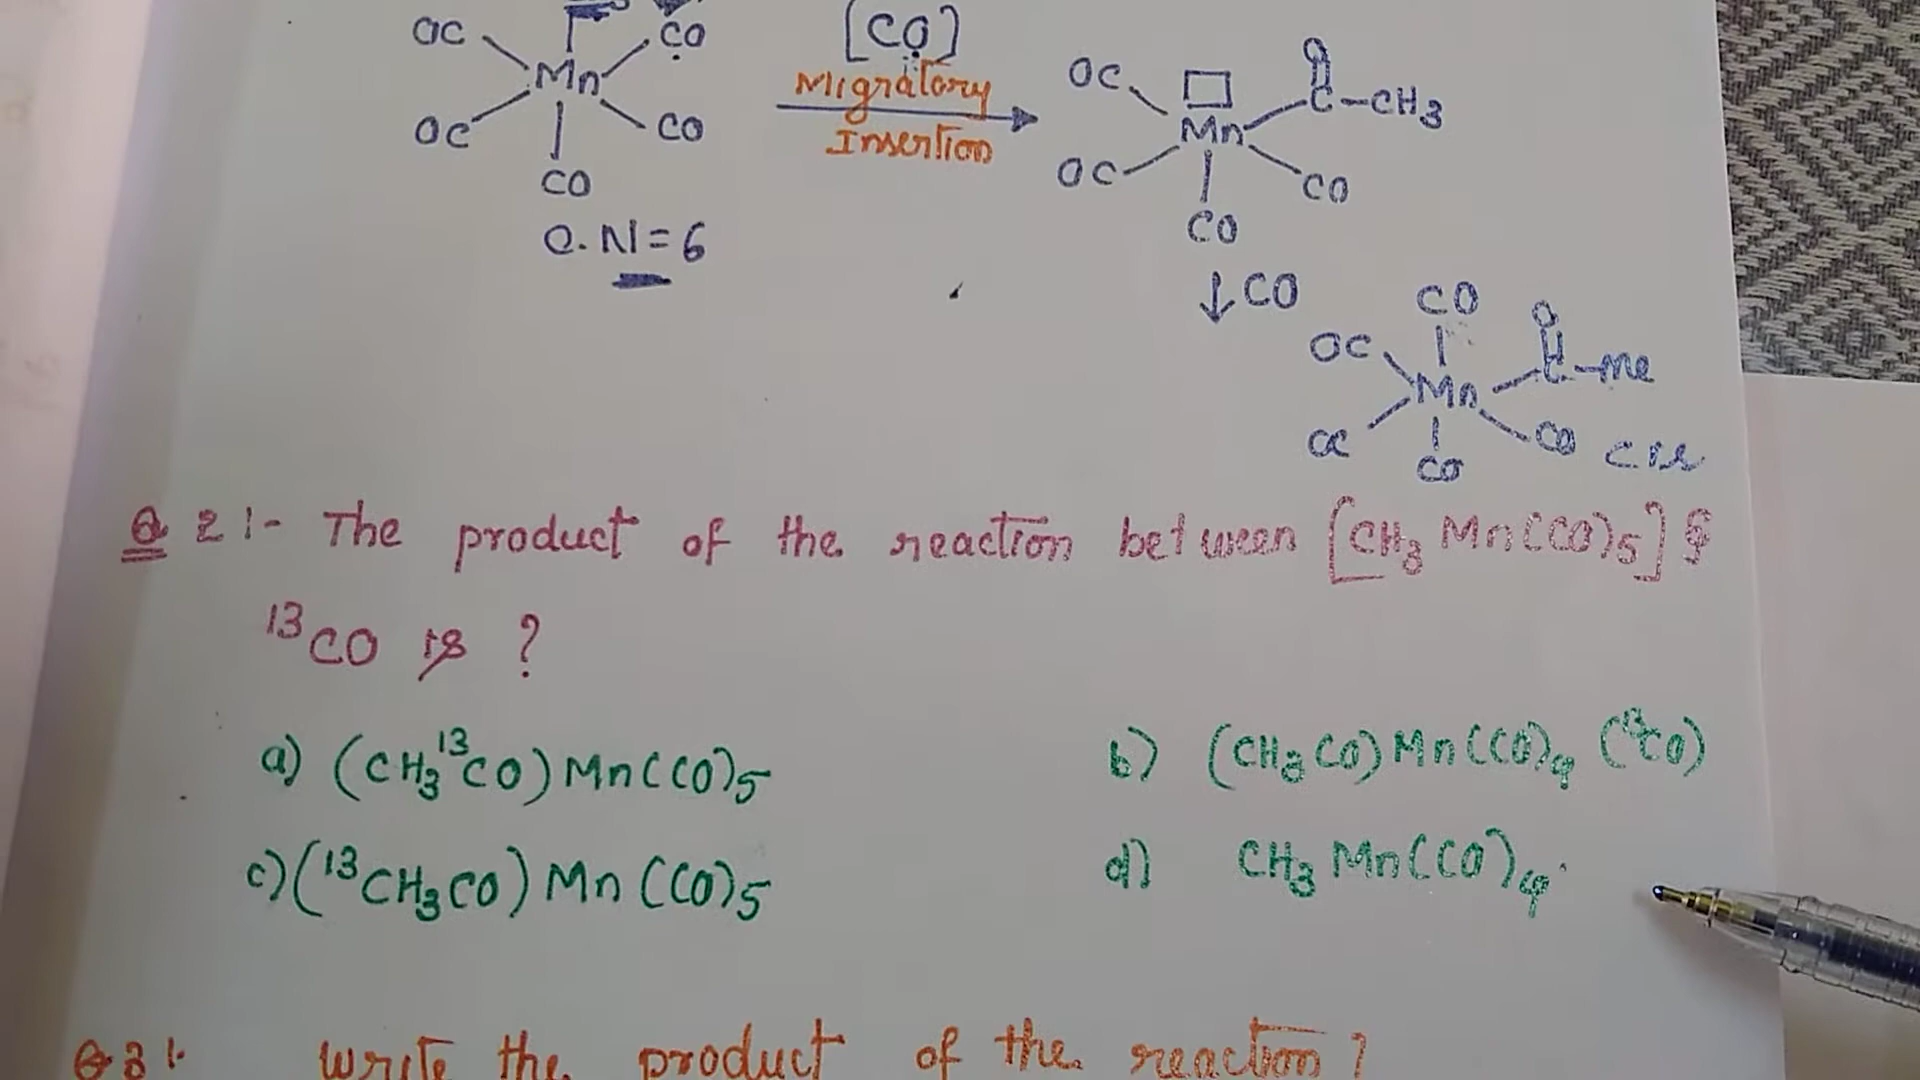 OC CO [CO]
Mn Migratory OC □ O
Insertion Mn C-CH3
OC CO OC CO
CO CO
C.N=6
↓CO CO O
OC Mn C-Me
OC CO CO cis
Q 2:- The product of the reaction between [CH3 Mn(CO)5] &
13CO is ?
a) (CH3 13CO) Mn(CO)5 b) (CH3CO) Mn(CO)4 (13CO)
c) (13CH3CO) Mn (CO)5 d) CH3 Mn(CO)4
Q 3:- Write the product of the reaction?